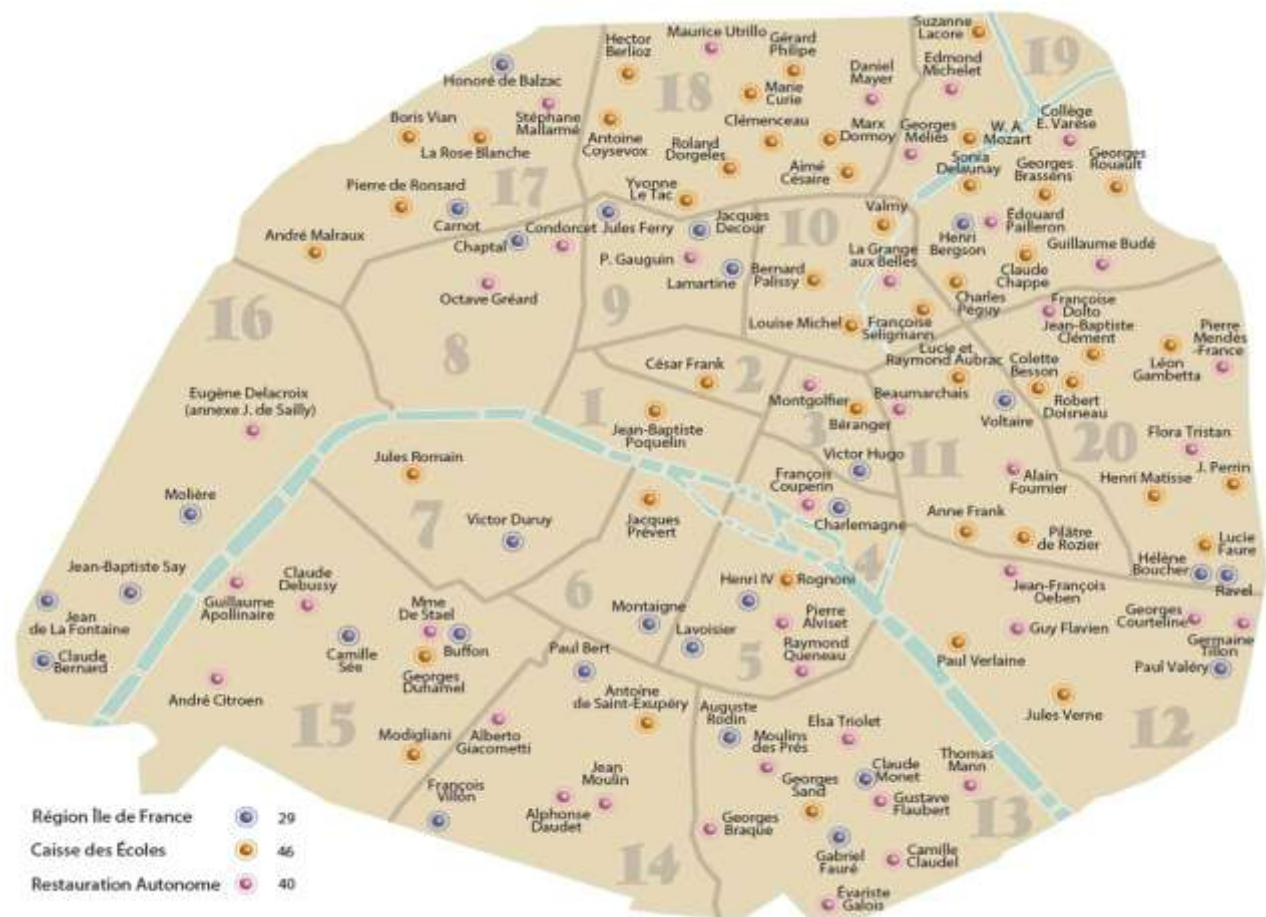 Suzanne
Lacore
Maurice Utrillo
Gérard
Philipe
Hector
Berlioz
Edmond
Michelet
19
Daniel
Mayer
Honoré de Balzac
18
Marie
Curie
Collège
E. Varèse
Stéphane
Mallarmé
Boris Vian
Clémenceau
Marx
Dormoy
Georges
Méliès
W. A.
Mozart
La Rose Blanche
Antoine
Coysevox
Roland
Dorgeles
Sonia
Delaunay
Georges
Rouault
Georges
Brassens
Aimé
Césaire
17
Pierre de Ronsard
Yvonne
Le Tac
Valmy
Carnot
Jacques
Decour
10
Édouard
Pailleron
André Malraux
Condorcet
Jules Ferry
Chaptal
Henri
Bergson
Guillaume Budé
La Grange
aux Belles
P. Gauguin
Lamartine
Bernard
Palissy
Claude
Chappe
Octave Gréard
Charles
Péguy
16
9
Françoise
Dolto
Louise Michel
Françoise
Seligmann
Jean-Baptiste
Clément
Pierre
Mendès
-France
8
Lucie et
Raymond Aubrac
Colette
Besson
Léon
Gambetta
César Frank
2
Eugène Delacroix
(annexe J. de Sailly)
Montgolfier
Beaumarchais
Robert
Doisneau
1
Béranger
Voltaire
Jean-Baptiste
Poquelin
3
20
Flora Tristan
Jules Romain
Victor Hugo
11
François
Couperin
Alain
Fournier
Henri Matisse
J. Perrin
Molière
7
Victor Duruy
Jacques
Prévert
Charlemagne
Anne Frank
Pilâtre
de Rozier
Lucie
Faure
Hélène
Boucher
4
Jean-Baptiste Say
Claude
Debussy
Henri IV
Rognoni
Jean-François
Oeben
Ravel
Guillaume
Apollinaire
6
Jean
de La Fontaine
Mme
De Stael
Montaigne
Pierre
Alviset
Georges
Courteline
Lavoisier
Guy Flavien
Germaine
Tillon
Camille
Sée
Buffon
Paul Bert
Raymond
Queneau
Claude
Bernard
5
Paul Verlaine
Paul Valéry
Georges
Duhamel
André Citroen
Antoine
de Saint-Exupéry
Auguste
Rodin
Elsa Triolet
Jules Verne
15
12
Modigliani
Alberto
Giacometti
Moulins
des Prés
Thomas
Mann
Claude
Monet
Jean
Moulin
Georges
Sand
François
Villon
Gustave
Flaubert
13
Alphonse
Daudet
Georges
Braque
Gabriel
Fauré
Camille
Claudel
14
Évariste
Galois
Région Île de France 29
Caisse des Écoles 46
Restauration Autonome 40